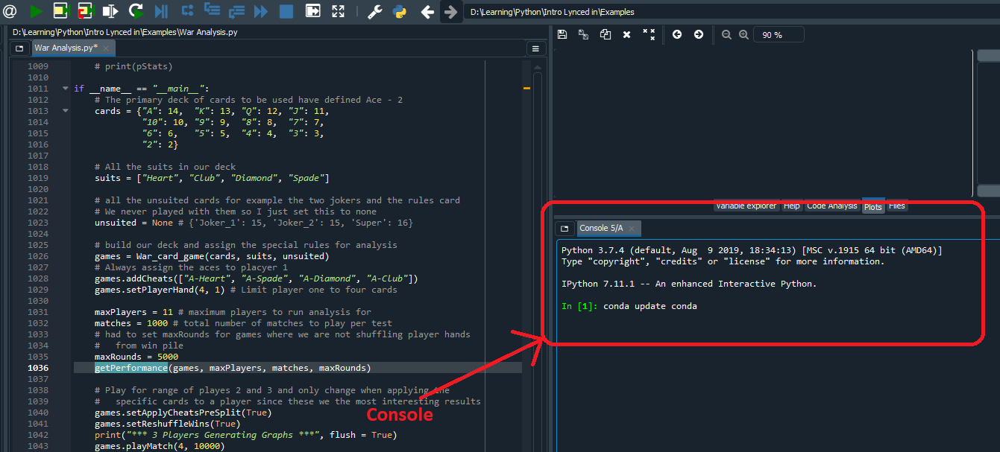 D:\Learning\Python\Intro Lynced in\Examples
D:\Learning\Python\Intro Lynced in\Examples\War Analysis.py
War Analysis.py*
1009     # print(pStats)
1010
1011 if __name__ == "__main__":
1012     # The primary deck of cards to be used have defined Ace - 2
1013     cards = {"A": 14,  "K": 13, "Q": 12, "J": 11,
1014              "10": 10, "9": 9,  "8": 8,  "7": 7,
1015              "6": 6,   "5": 5,  "4": 4,  "3": 3,
1016              "2": 2}
1017
1018     # All the suits in our deck
1019     suits = ["Heart", "Club", "Diamond", "Spade"]
1020
1021     # all the unsuited cards for example the two jokers and the rules card
1022     # We never played with them so I just set this to none
1023     unsuited = None # {'Joker_1': 15, 'Joker_2': 15, 'Super': 16}
1024
1025     # build our deck and assign the special rules for analysis
1026     games = War_card_game(cards, suits, unsuited)
1027     # Always assign the aces to placyer 1
1028     games.addCheats(["A-Heart", "A-Spade", "A-Diamond", "A-Club"])
1029     games.setPlayerHand(4, 1) # Limit player one to four cards
1030
1031     maxPlayers = 11 # maximum players to run analysis for
1032     matches = 1000 # total number of matches to play per test
1033     # had to set maxRounds for games where we are not shuffling player hands
1034     #   from win pile
1035     maxRounds = 5000
1036     getPerformance(games, maxPlayers, matches, maxRounds)
1037
1038     # Play for range of playes 2 and 3 and only change when applying the
1039     #   specific cards to a player since these we the most interesting results
1040     games.setApplyCheatsPreSplit(True)
1041     games.setReshuffleWins(True)
1042     print("*** 3 Players Generating Graphs ***", flush = True)
1043     games.playMatch(4, 10000)
Console
90 %
Variable explorer Help Code Analysis Plots Files
Console 5/A
Python 3.7.4 (default, Aug  9 2019, 18:34:13) [MSC v.1915 64 bit (AMD64)]
Type "copyright", "credits" or "license" for more information.
IPython 7.11.1 -- An enhanced Interactive Python.
In [1]: conda update conda